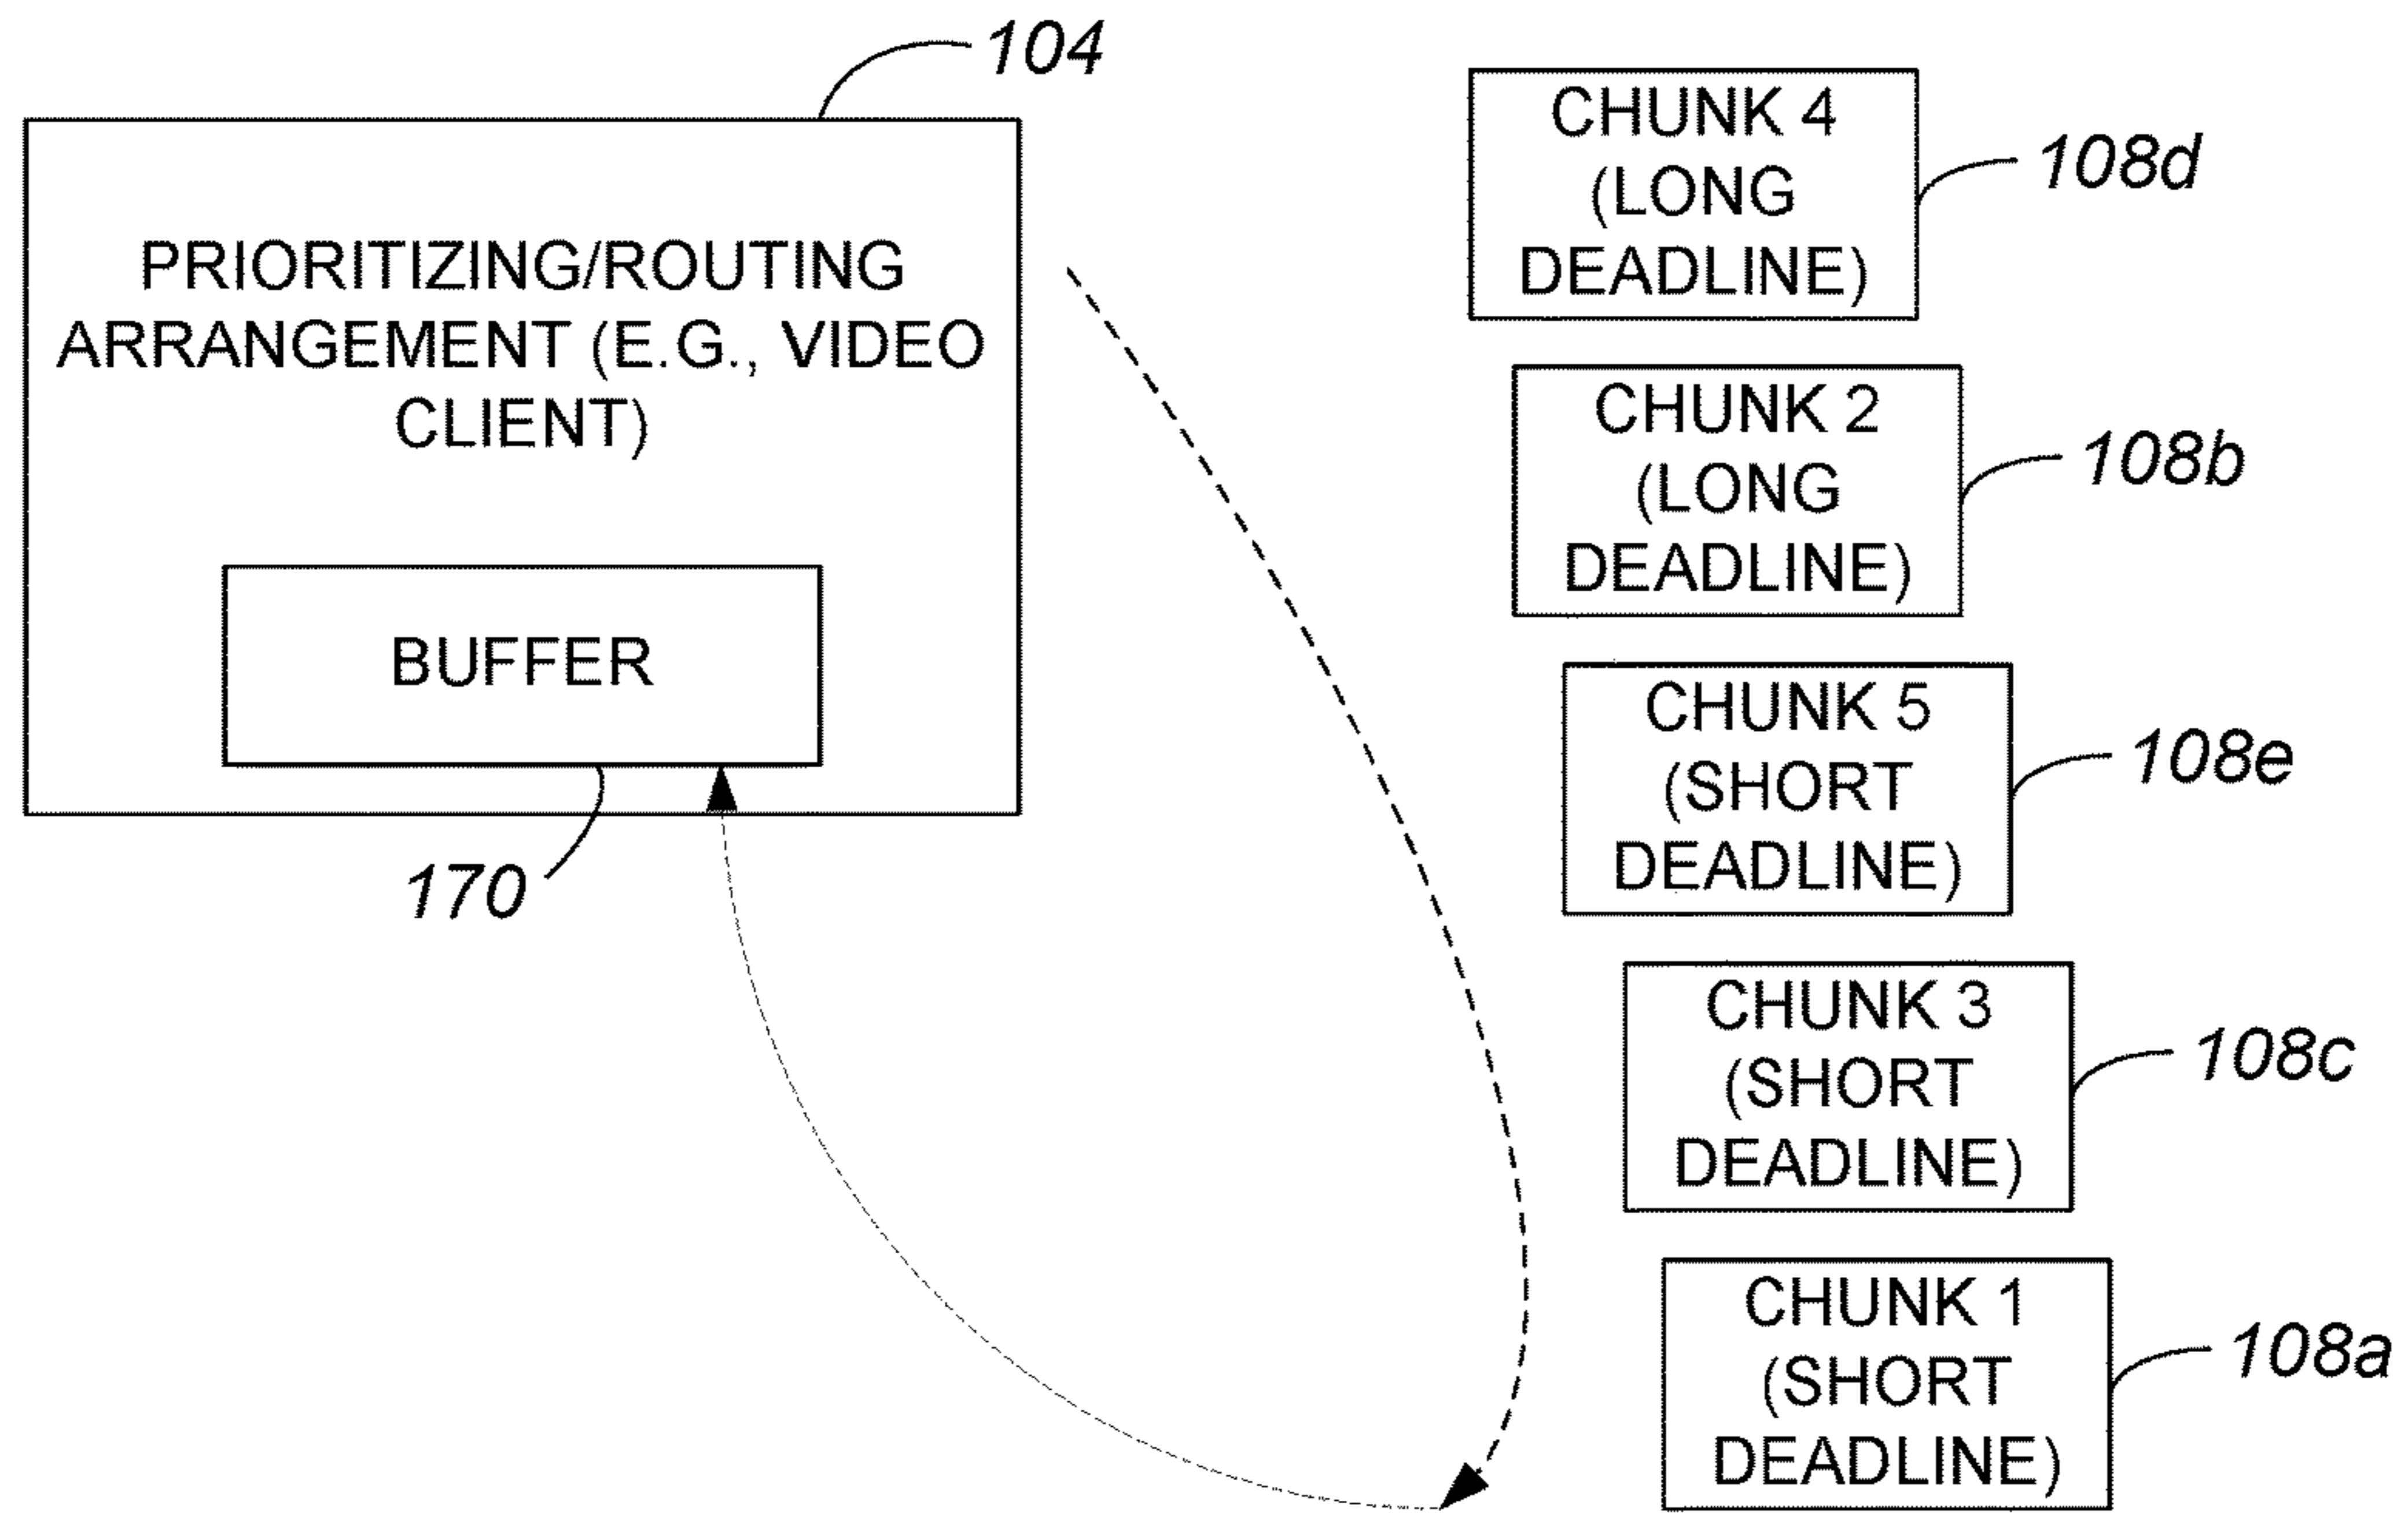 104
PRIORITIZING/ROUTING
ARRANGEMENT (E.G., VIDEO
CLIENT)
BUFFER
170
CHUNK 4
(LONG
DEADLINE)
108d
CHUNK 2
(LONG
DEADLINE)
108b
CHUNK 5
(SHORT
DEADLINE)
108e
CHUNK 3
(SHORT
DEADLINE)
108c
CHUNK 1
(SHORT
DEADLINE)
108a